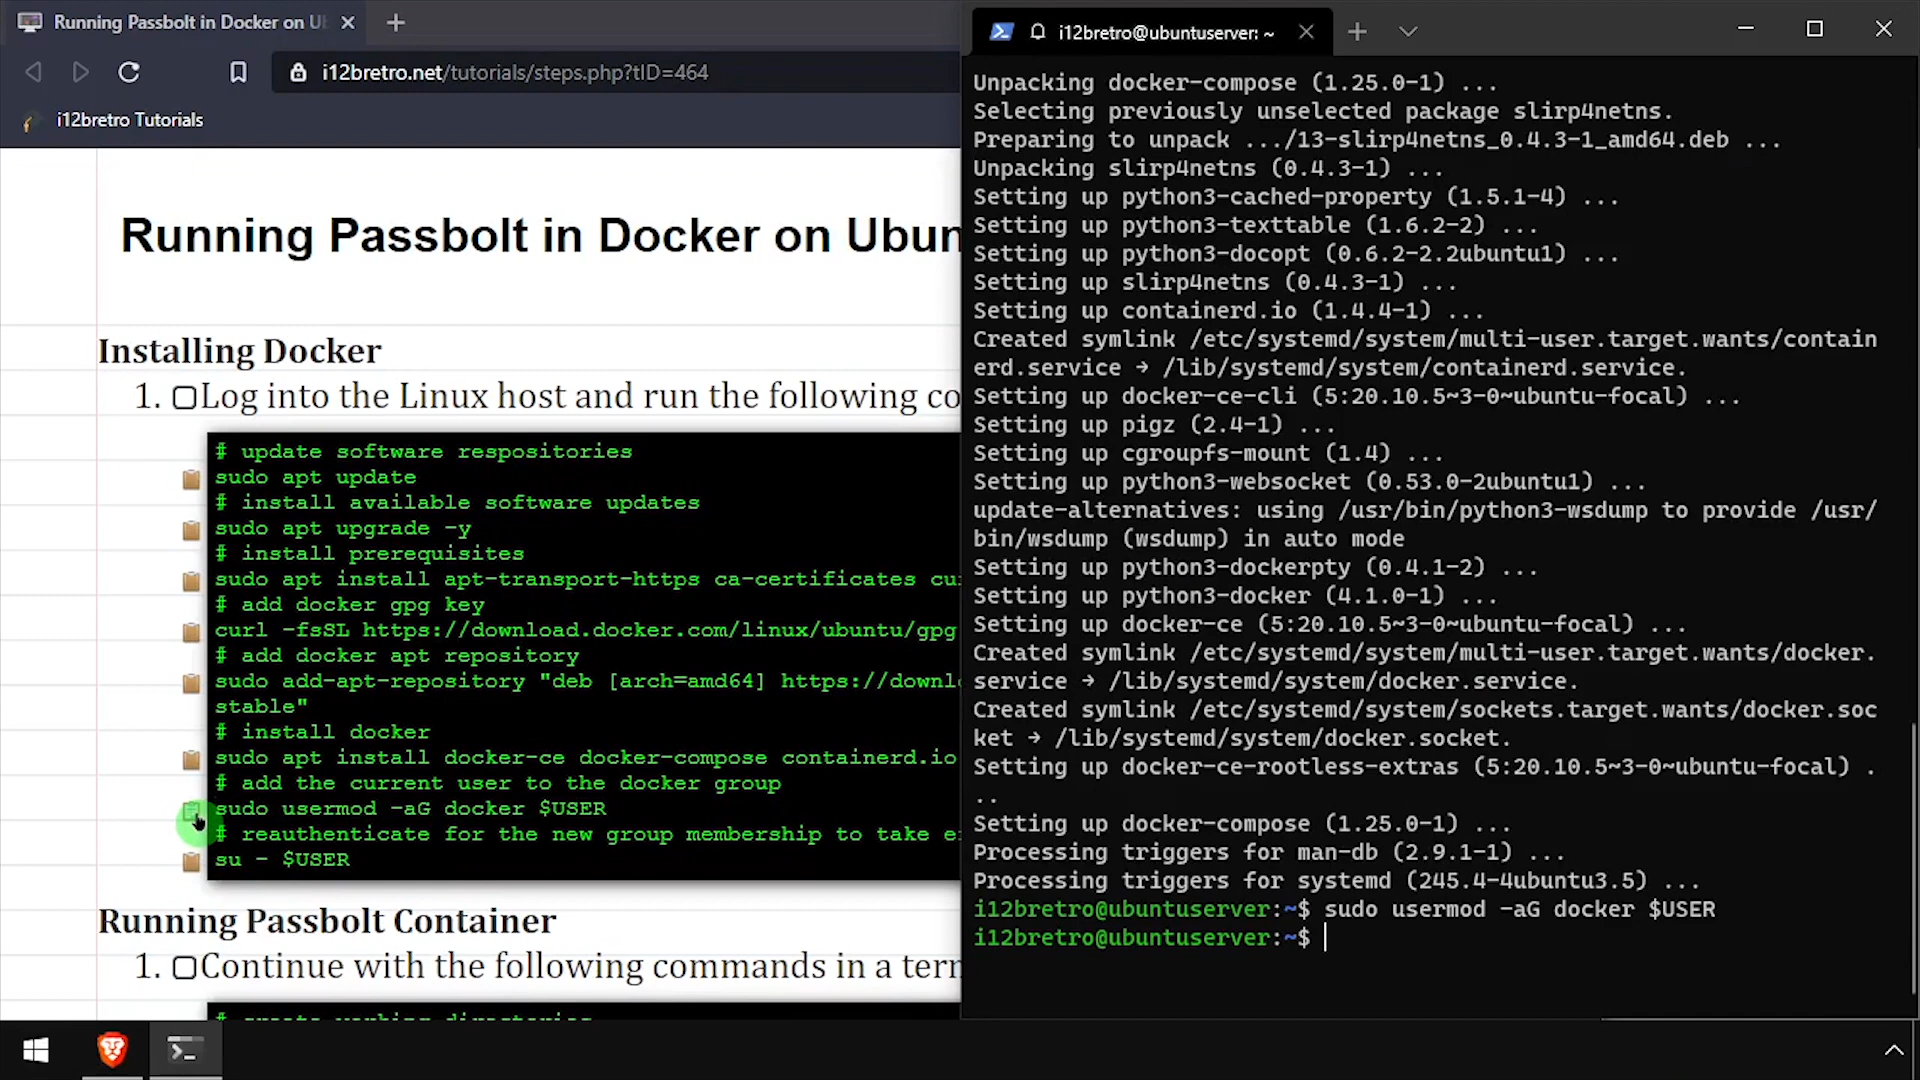 Running Passbolt in Docker on Ub
i12bretro.net/tutorials/steps.php?tID=464
i12bretro Tutorials
Running Passbolt in Docker on Ubun
Installing Docker
1. Log into the Linux host and run the following co
# update software respositories
sudo apt update
# install available software updates
sudo apt upgrade -y
# install prerequisites
sudo apt install apt-transport-https ca-certificates cu
# add docker gpg key
curl -fsSL https://download.docker.com/linux/ubuntu/gpg
# add docker apt repository
sudo add-apt-repository "deb [arch=amd64] https://downl
stable"
# install docker
sudo apt install docker-ce docker-compose containerd.io
# add the current user to the docker group
sudo usermod -aG docker $USER
# reauthenticate for the new group membership to take e
su - $USER
Running Passbolt Container
1. Continue with the following commands in a term
# create working directories
i12bretro@ubuntuserver: ~
Unpacking docker-compose (1.25.0-1) ...
Selecting previously unselected package slirp4netns.
Preparing to unpack .../13-slirp4netns_0.4.3-1_amd64.deb ...
Unpacking slirp4netns (0.4.3-1) ...
Setting up python3-cached-property (1.5.1-4) ...
Setting up python3-texttable (1.6.2-2) ...
Setting up python3-docopt (0.6.2-2.2ubuntu1) ...
Setting up slirp4netns (0.4.3-1) ...
Setting up containerd.io (1.4.4-1) ...
Created symlink /etc/systemd/system/multi-user.target.wants/contain
erd.service → /lib/systemd/system/containerd.service.
Setting up docker-ce-cli (5:20.10.5~3-0~ubuntu-focal) ...
Setting up pigz (2.4-1) ...
Setting up cgroupfs-mount (1.4) ...
Setting up python3-websocket (0.53.0-2ubuntu1) ...
update-alternatives: using /usr/bin/python3-wsdump to provide /usr/
bin/wsdump (wsdump) in auto mode
Setting up python3-dockerpty (0.4.1-2) ...
Setting up python3-docker (4.1.0-1) ...
Setting up docker-ce (5:20.10.5~3-0~ubuntu-focal) ...
Created symlink /etc/systemd/system/multi-user.target.wants/docker.
service → /lib/systemd/system/docker.service.
Created symlink /etc/systemd/system/sockets.target.wants/docker.soc
ket → /lib/systemd/system/docker.socket.
Setting up docker-ce-rootless-extras (5:20.10.5~3-0~ubuntu-focal) .
..
Setting up docker-compose (1.25.0-1) ...
Processing triggers for man-db (2.9.1-1) ...
Processing triggers for systemd (245.4-4ubuntu3.5) ...
i12bretro@ubuntuserver:~$ sudo usermod -aG docker $USER
i12bretro@ubuntuserver:~$